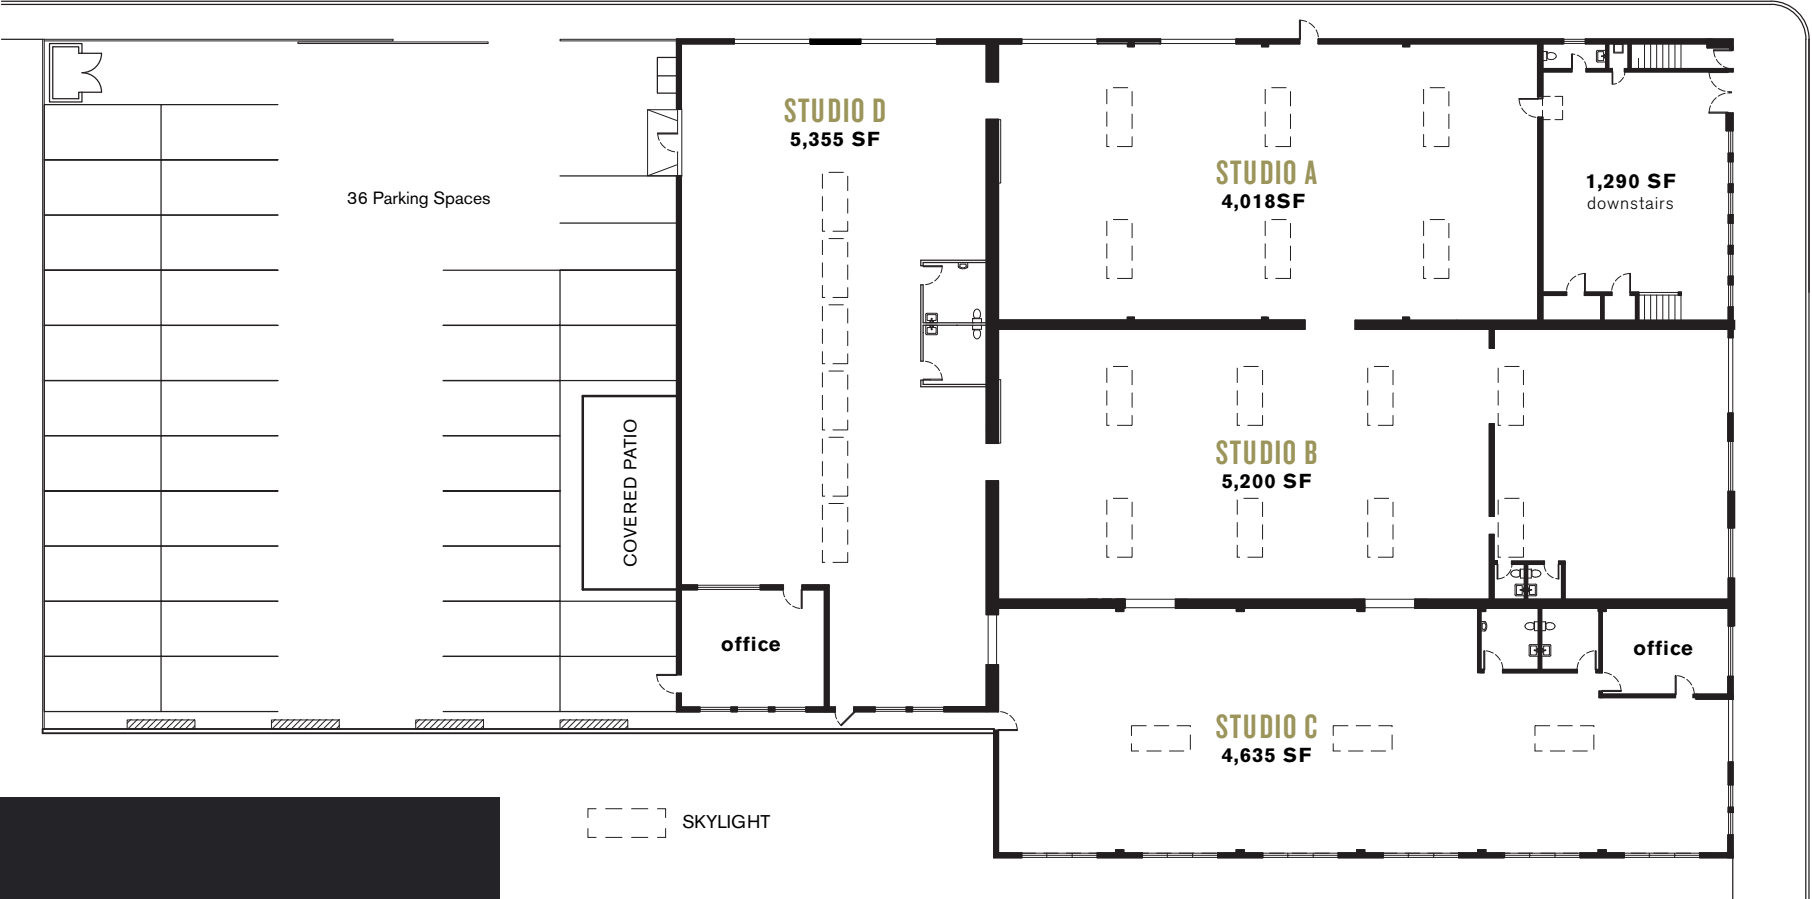 STUDIO D
5,355 SF
36 Parking Spaces
STUDIO A
4,018SF
1,290 SF
downstairs
COVERED PATIO
STUDIO B
5,200 SF
office
office
STUDIO C
4,635 SF
SKYLIGHT